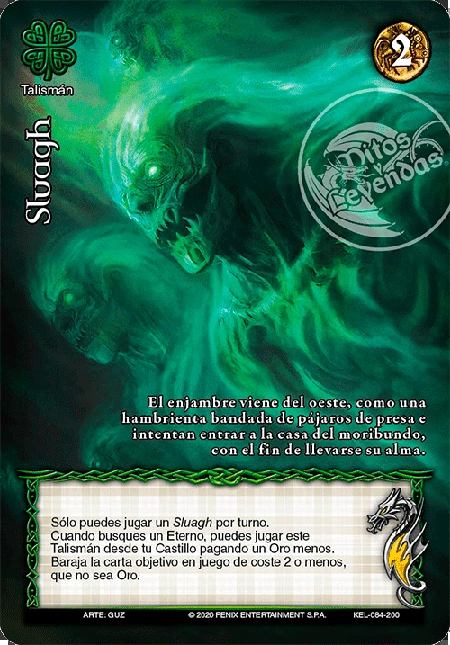 2
Talismán
Sluagh
Mitos
y
Leyendas
El enjambre viene del oeste, como una
hambrienta bandada de pájaros de presa e
intentan entrar a la casa del moribundo,
con el fin de llevarse su alma.
Sólo puedes jugar un Sluagh por turno.
Cuando busques un Eterno, puedes jugar este
Talismán desde tu Castillo pagando un Oro menos.
Baraja la carta objetivo en juego de coste 2 o menos,
que no sea Oro.
ARTE. GUZ © 2020 FENIX ENTERTAINMENT S.P.A. KEL-084-200